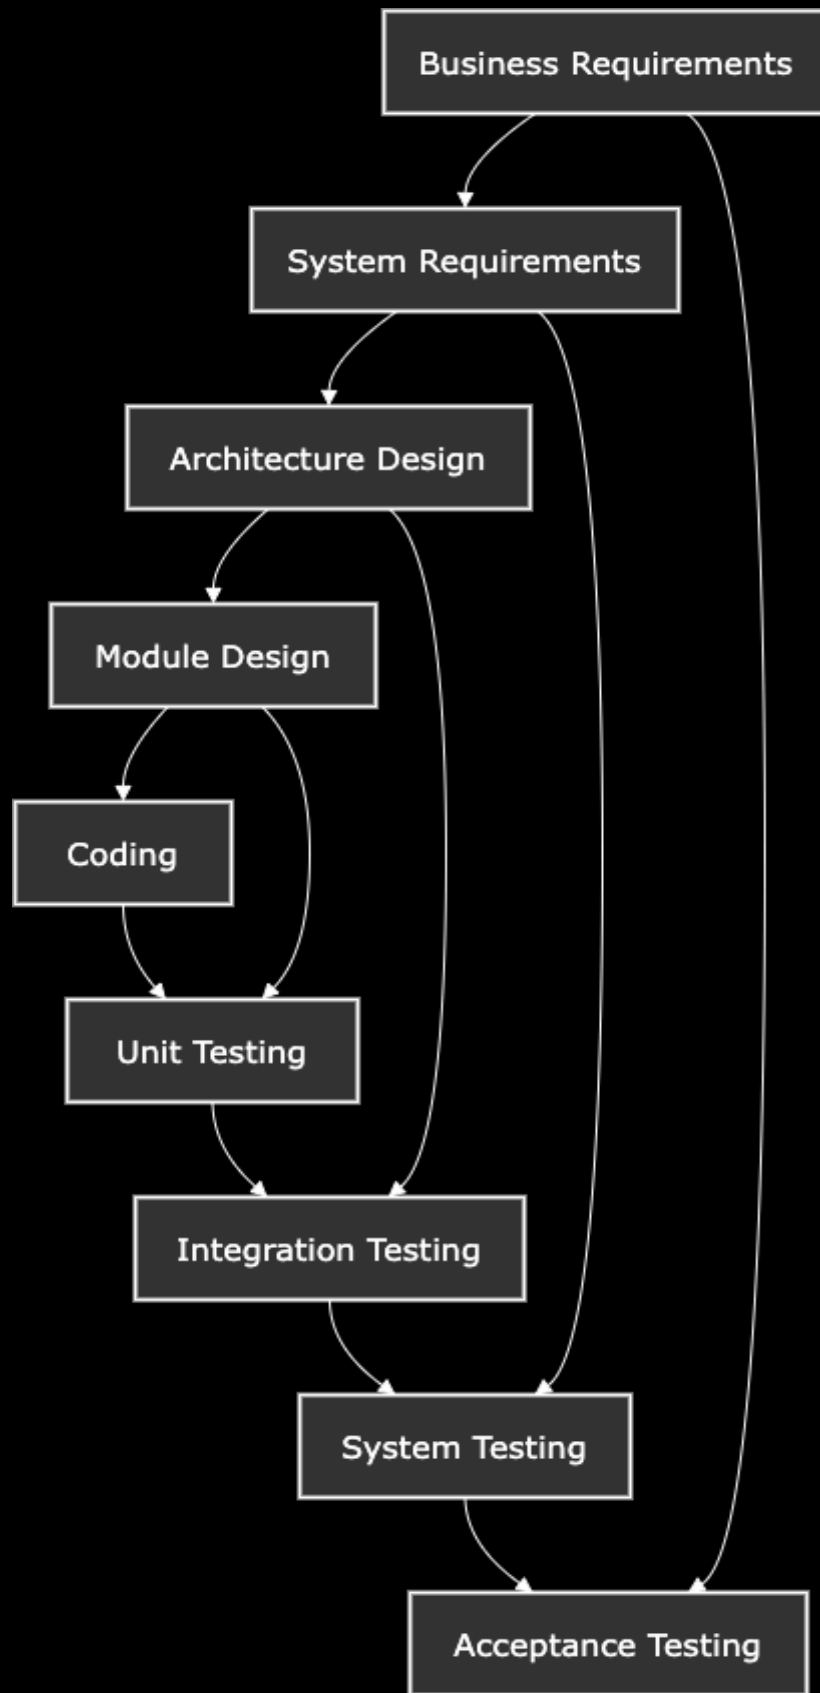 Business Requirements
System Requirements
Architecture Design
Module Design
Coding
Unit Testing
Integration Testing
System Testing
Acceptance Testing